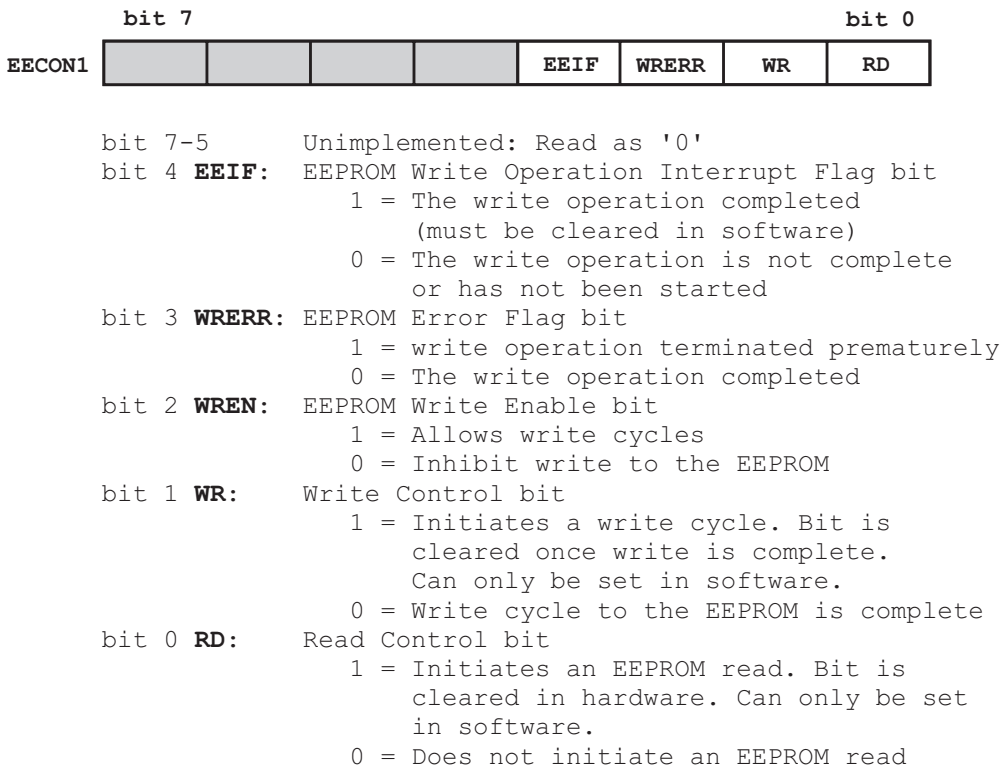 bit 7 bit 0
EECON1 EEIF WRERR WR RD
bit 7-5 Unimplemented: Read as '0'
bit 4 EEIF: EEPROM Write Operation Interrupt Flag bit
1 = The write operation completed
(must be cleared in software)
0 = The write operation is not complete
or has not been started
bit 3 WRERR: EEPROM Error Flag bit
1 = write operation terminated prematurely
0 = The write operation completed
bit 2 WREN: EEPROM Write Enable bit
1 = Allows write cycles
0 = Inhibit write to the EEPROM
bit 1 WR: Write Control bit
1 = Initiates a write cycle. Bit is
cleared once write is complete.
Can only be set in software.
0 = Write cycle to the EEPROM is complete
bit 0 RD: Read Control bit
1 = Initiates an EEPROM read. Bit is
cleared in hardware. Can only be set
in software.
0 = Does not initiate an EEPROM read